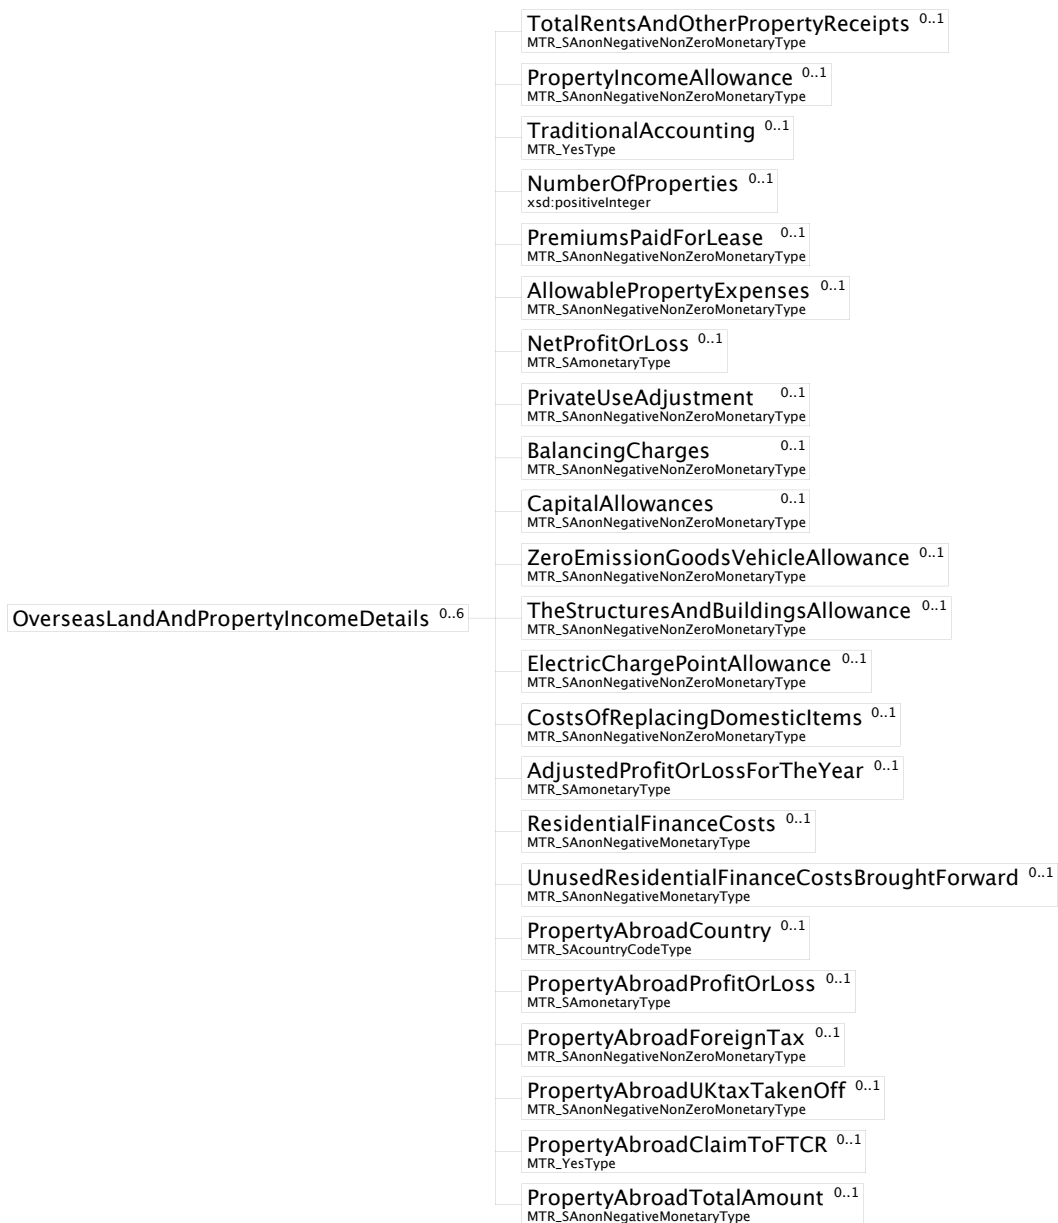 TotalRentsAndOtherPropertyReceipts 0..1
MTR_SAnonNegativeNonZeroMonetaryType
PropertyIncomeAllowance 0..1
MTR_SAnonNegativeNonZeroMonetaryType
TraditionalAccounting 0..1
MTR_YesType
NumberOfProperties 0..1
xsd:positiveInteger
PremiumsPaidForLease 0..1
MTR_SAnonNegativeNonZeroMonetaryType
AllowablePropertyExpenses 0..1
MTR_SAnonNegativeNonZeroMonetaryType
NetProfitOrLoss 0..1
MTR_SAmonetaryType
PrivateUseAdjustment 0..1
MTR_SAnonNegativeNonZeroMonetaryType
BalancingCharges 0..1
MTR_SAnonNegativeNonZeroMonetaryType
CapitalAllowances 0..1
MTR_SAnonNegativeNonZeroMonetaryType
ZeroEmissionGoodsVehicleAllowance 0..1
MTR_SAnonNegativeNonZeroMonetaryType
OverseasLandAndPropertyIncomeDetails 0..6
TheStructuresAndBuildingsAllowance 0..1
MTR_SAnonNegativeNonZeroMonetaryType
ElectricChargePointAllowance 0..1
MTR_SAnonNegativeNonZeroMonetaryType
CostsOfReplacingDomesticItems 0..1
MTR_SAnonNegativeNonZeroMonetaryType
AdjustedProfitOrLossForTheYear 0..1
MTR_SAmonetaryType
ResidentialFinanceCosts 0..1
MTR_SAnonNegativeMonetaryType
UnusedResidentialFinanceCostsBroughtForward 0..1
MTR_SAnonNegativeMonetaryType
PropertyAbroadCountry 0..1
MTR_SAcountryCodeType
PropertyAbroadProfitOrLoss 0..1
MTR_SAmonetaryType
PropertyAbroadForeignTax 0..1
MTR_SAnonNegativeNonZeroMonetaryType
PropertyAbroadUKtaxTakenOff 0..1
MTR_SAnonNegativeNonZeroMonetaryType
PropertyAbroadClaimToFTCR 0..1
MTR_YesType
PropertyAbroadTotalAmount 0..1
MTR_SAnonNegativeMonetaryType